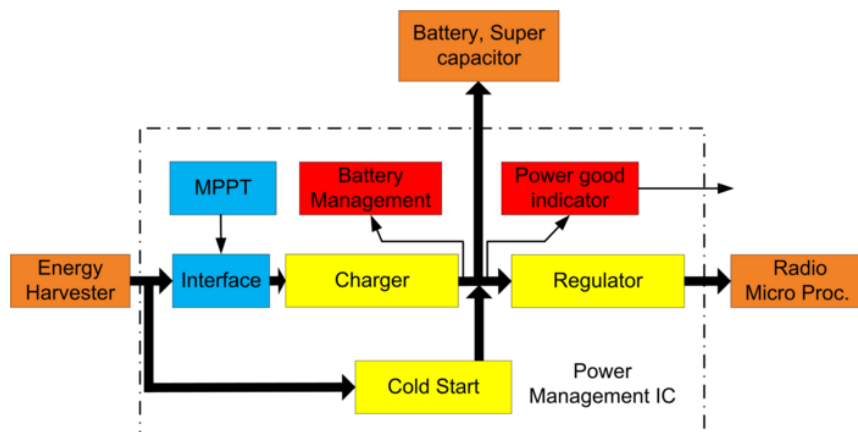 Battery, Super
capacitor
MPPT
Battery
Management
Power good
indicator
Energy
Harvester
Interface
Charger
Regulator
Radio
Micro Proc.
Cold Start
Power
Management IC